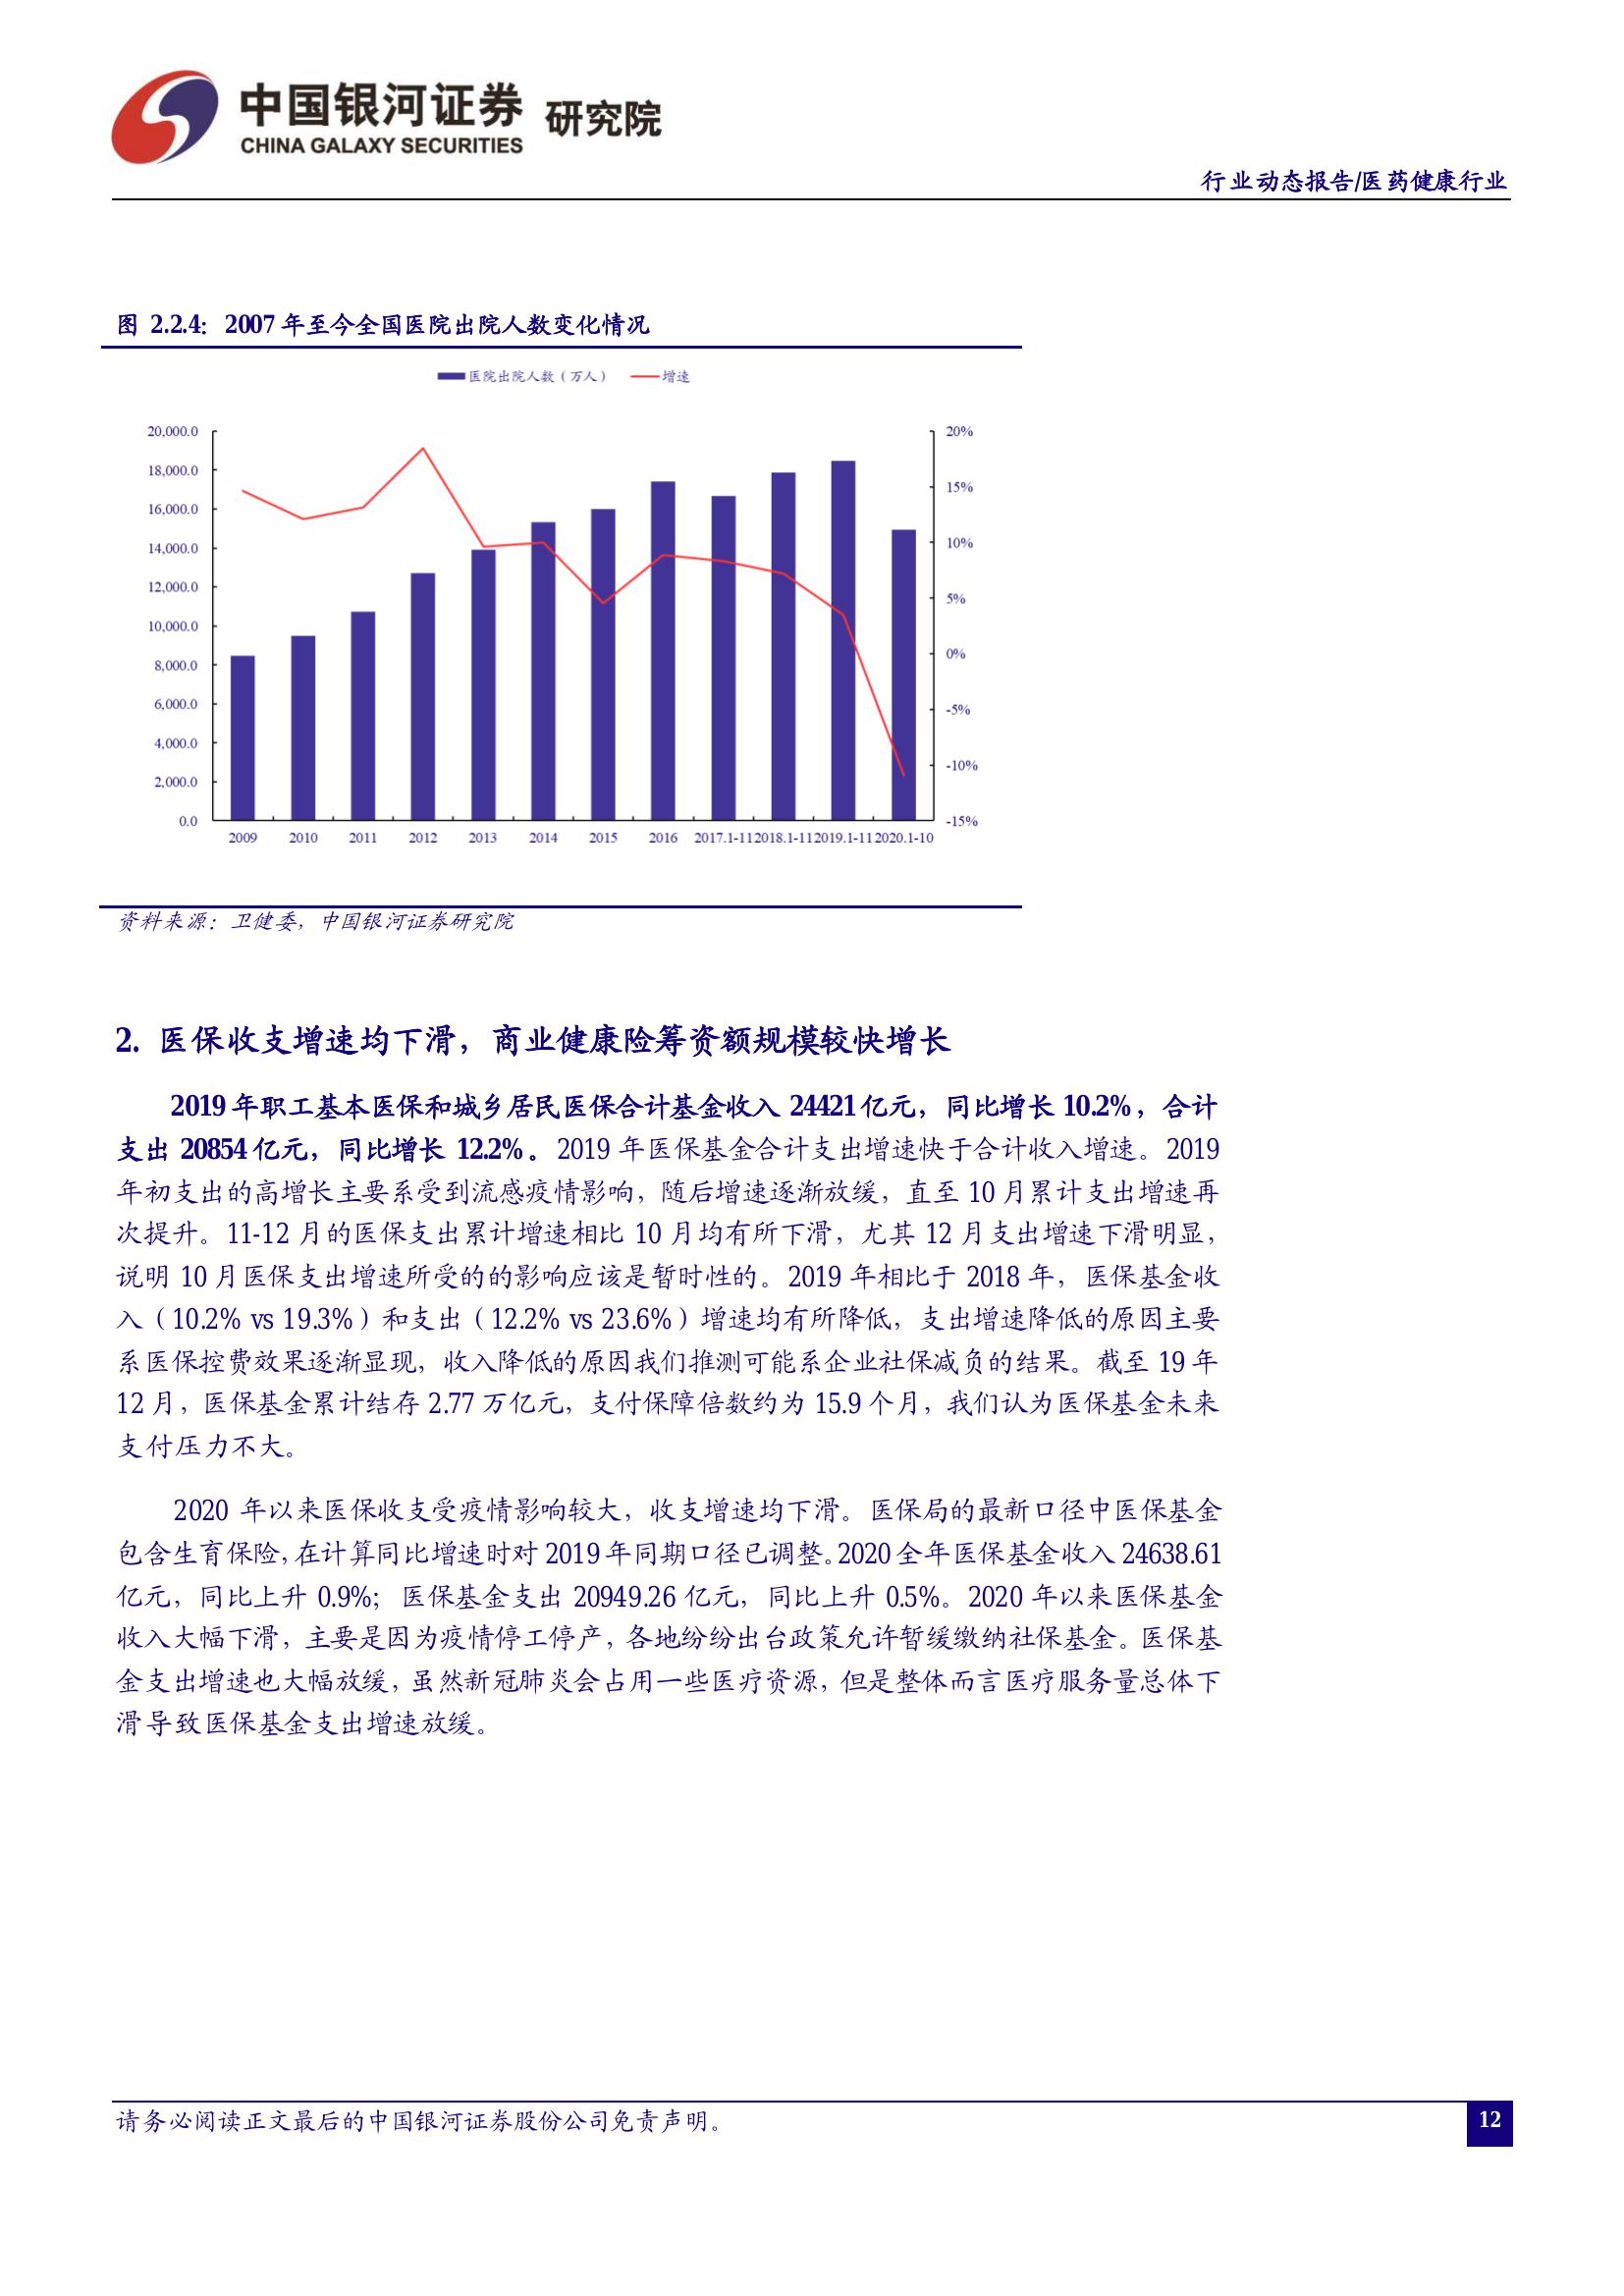 中国银河证券 研究院
CHINA GALAXY SECURITIES
行业动态报告/医药健康行业
图 2.2.4：2007 年至今全国医院出院人数变化情况
医院出院人数（万人） 增速
20,000.0 20%
18,000.0
16,000.0 15%
14,000.0 10%
12,000.0
10,000.0 5%
8,000.0 0%
6,000.0 -5%
4,000.0
2,000.0 -10%
0.0 -15%
2009 2010 2011 2012 2013 2014 2015 2016 2017.1-11 2018.1-11 2019.1-11 2020.1-10
资料来源：卫健委，中国银河证券研究院
2. 医保收支增速均下滑，商业健康险筹资额规模较快增长
2019 年职工基本医保和城乡居民医保合计基金收入 24421 亿元，同比增长 10.2%，合计
支出 20854 亿元，同比增长 12.2%。2019 年医保基金合计支出增速快于合计收入增速。2019
年初支出的高增长主要系受到流感疫情影响，随后增速逐渐放缓，直至 10 月累计支出增速再
次提升。11-12 月的医保支出累计增速相比 10 月均有所下滑，尤其 12 月支出增速下滑明显，
说明 10 月医保支出增速所受的的影响应该是暂时性的。2019 年相比于 2018 年，医保基金收
入（10.2% vs 19.3%）和支出（12.2% vs 23.6%）增速均有所降低，支出增速降低的原因主要
系医保控费效果逐渐显现，收入降低的原因我们推测可能系企业社保减负的结果。截至 19 年
12 月，医保基金累计结存 2.77 万亿元，支付保障倍数约为 15.9 个月，我们认为医保基金未来
支付压力不大。
2020 年以来医保收支受疫情影响较大，收支增速均下滑。医保局的最新口径中医保基金
包含生育保险，在计算同比增速时对 2019 年同期口径已调整。2020 全年医保基金收入 24638.61
亿元，同比上升 0.9%；医保基金支出 20949.26 亿元，同比上升 0.5%。2020 年以来医保基金
收入大幅下滑，主要是因为疫情停工停产，各地纷纷出台政策允许暂缓缴纳社保基金。医保基
金支出增速也大幅放缓，虽然新冠肺炎会占用一些医疗资源，但是整体而言医疗服务量总体下
滑导致医保基金支出增速放缓。
请务必阅读正文最后的中国银河证券股份公司免责声明。
12